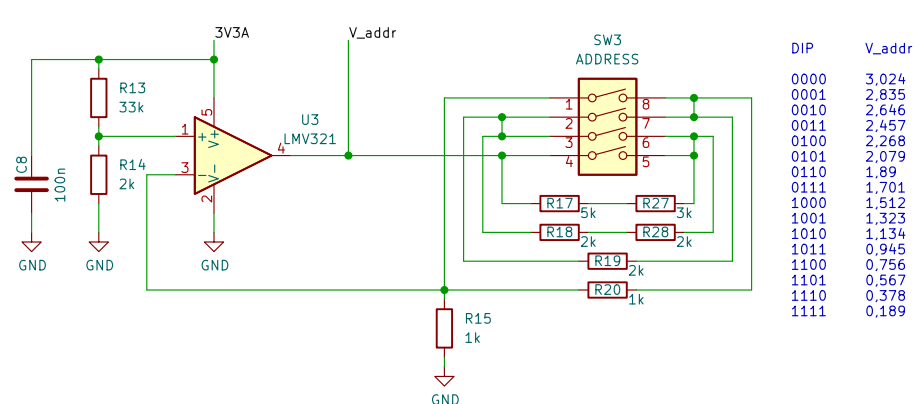 3V3A
V_addr
R13
33k
5
U3
LMV321
1
+
V+
4
3
-
V-
2
R14
2k
C8
100n
GND
GND
GND
SW3
ADDRESS
1
8
2
7
3
6
4
5
R17
5k
R27
3k
R18
2k
R28
2k
R19
2k
R20
1k
R15
1k
GND
DIP V_addr
0000 3,024
0001 2,835
0010 2,646
0011 2,457
0100 2,268
0101 2,079
0110 1,89
0111 1,701
1000 1,512
1001 1,323
1010 1,134
1011 0,945
1100 0,756
1101 0,567
1110 0,378
1111 0,189